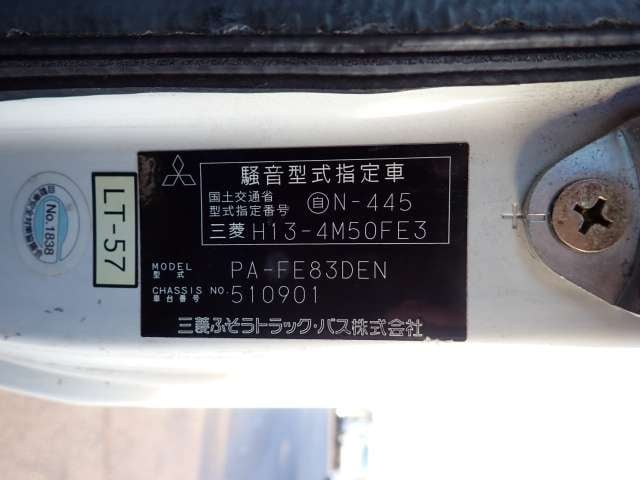 騒音型式指定車
国土交通省
型式指定番号 自N-445
三菱 H13-4M50FE3
MODEL
型式 PA-FE83DEN
CHASSIS NO.
車台番号 510901
三菱ふそうトラック・バス株式会社
LT-57
No. 1838